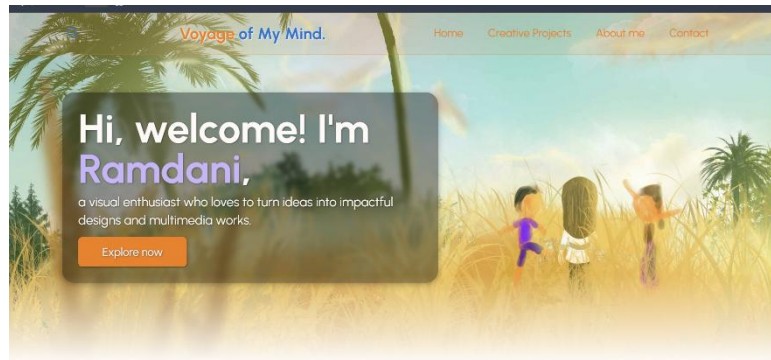 Voyage of My Mind.
Home Creative Projects About me Contact
Hi, welcome! I'm
Ramdani,
a visual enthusiast who loves to turn ideas into impactful
designs and multimedia works.
Explore now